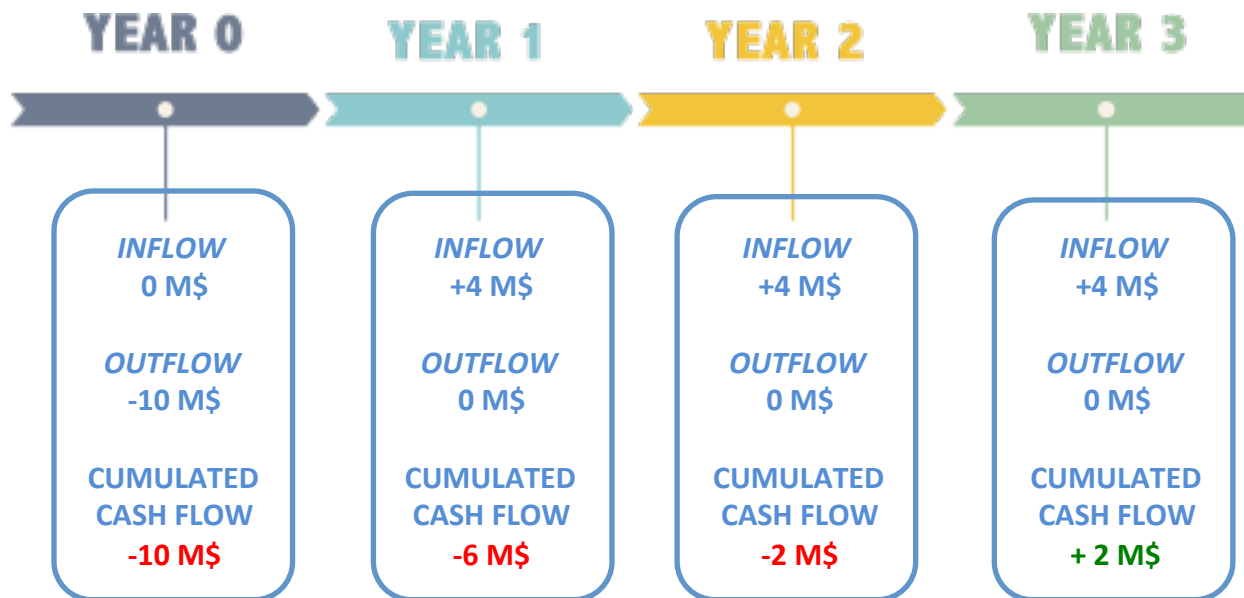 YEAR 0
YEAR 1
YEAR 2
YEAR 3
INFLOW
0 M$
OUTFLOW
-10 M$
CUMULATED
CASH FLOW
-10 M$
INFLOW
+4 M$
OUTFLOW
0 M$
CUMULATED
CASH FLOW
-6 M$
INFLOW
+4 M$
OUTFLOW
0 M$
CUMULATED
CASH FLOW
-2 M$
INFLOW
+4 M$
OUTFLOW
0 M$
CUMULATED
CASH FLOW
+ 2 M$